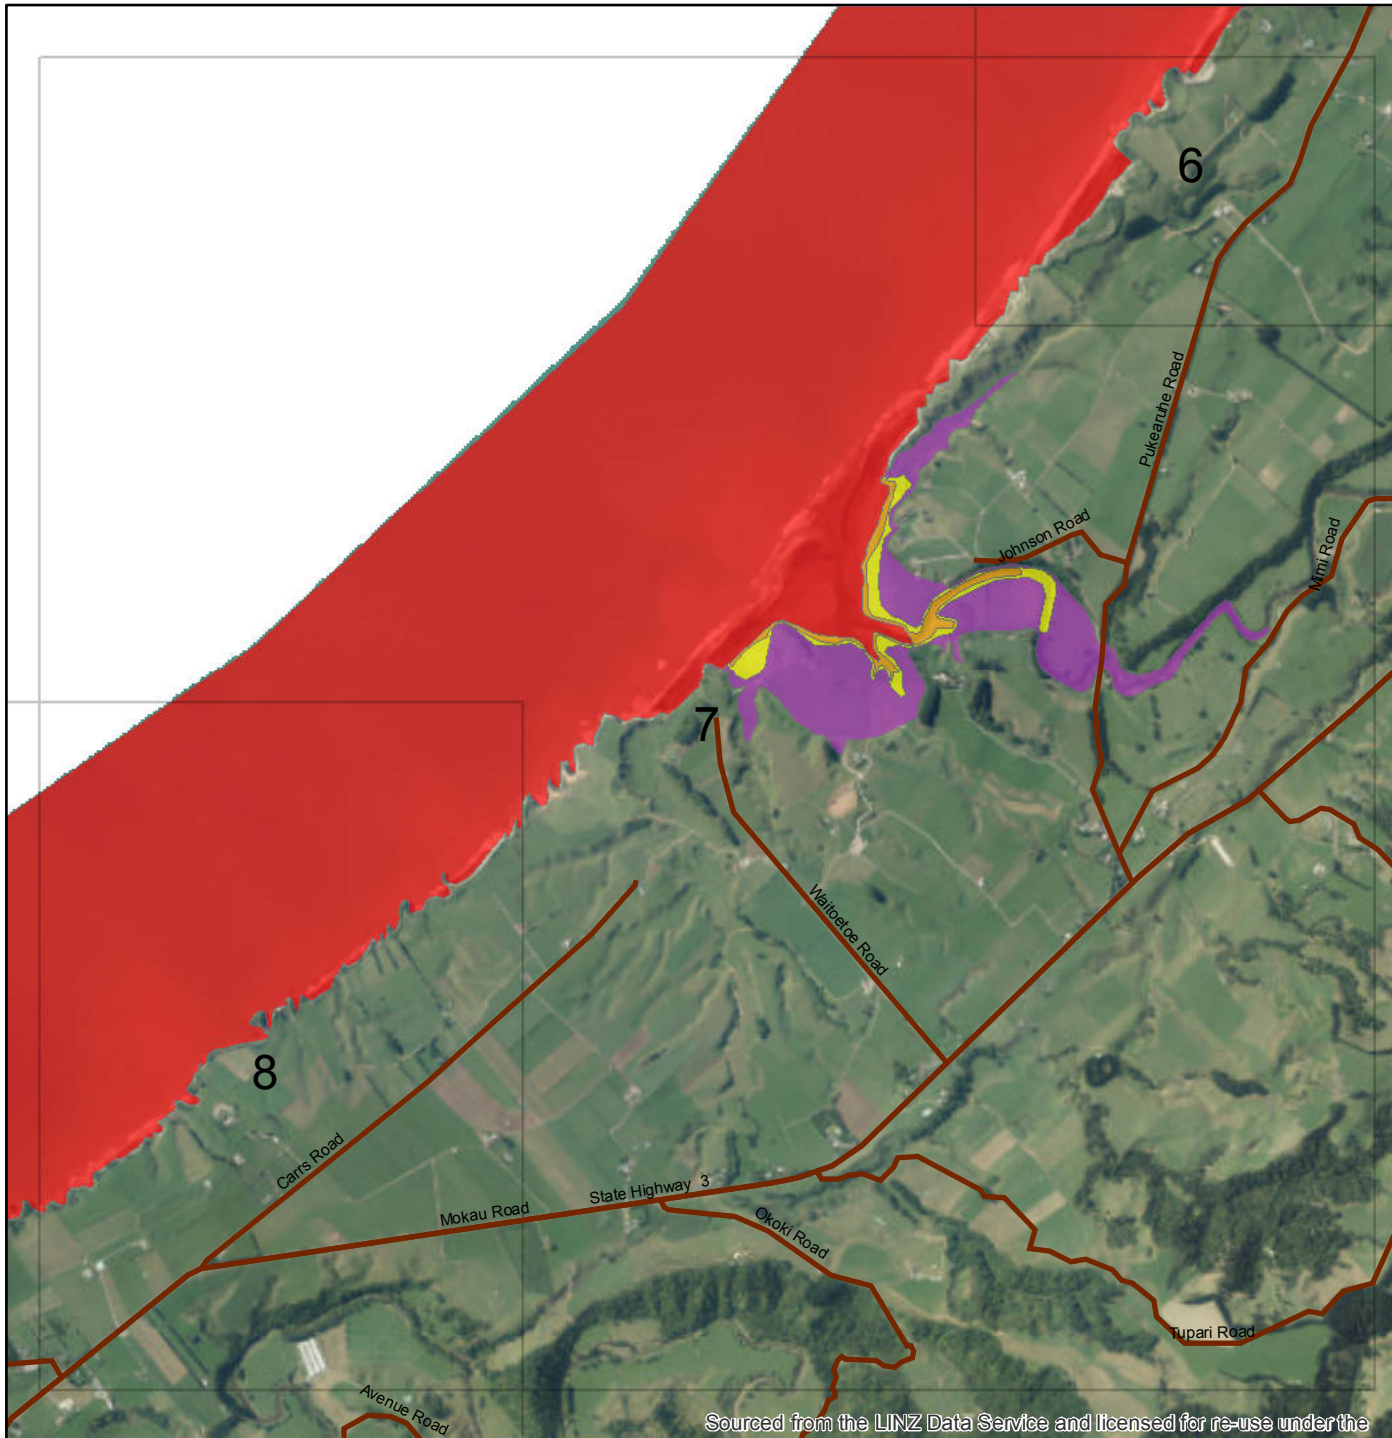 6
Pukearuhe Road
Johnson Road
Mimi Road
7
Waitoetoe Road
8
Carrs Road
State Highway 3
Mokau Road
Okoki Road
Tupari Road
Avenue Road
Sourced from the LINZ Data Service and licensed for re-use under the